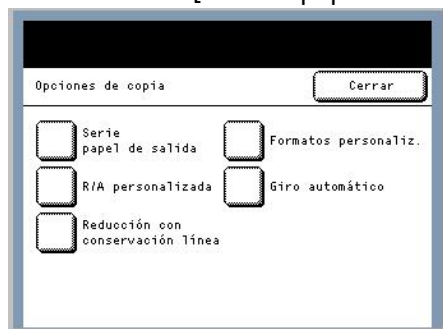 Opciones de copia
Cerrar
Serie
papel de salida
Formatos personaliz.
R/A personalizada
Giro automático
Reducción con
conservación línea